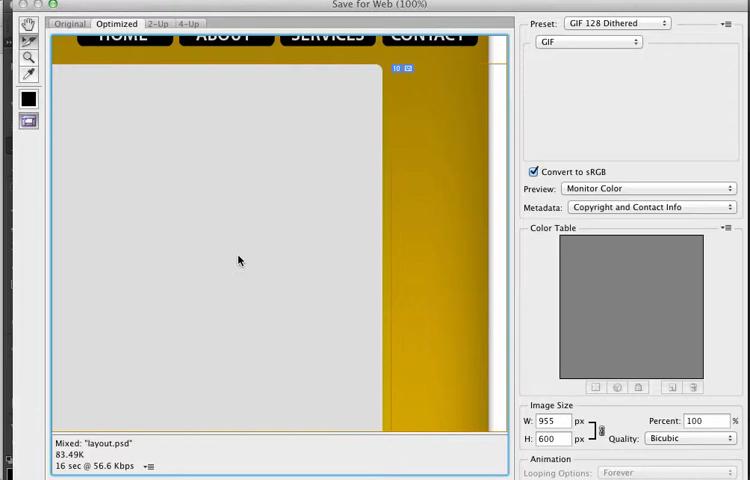 Save for Web (100%)
Original Optimized 2-Up 4-Up
HOME ABOUT SERVICES CONTACT
10
Mixed: "layout.psd"
83.49K
16 sec @ 56.6 Kbps
Preset: GIF 128 Dithered
GIF
Convert to sRGB
Preview: Monitor Color
Metadata: Copyright and Contact Info
Color Table
Image Size
W: 955 px Percent: 100 %
H: 600 px Quality: Bicubic
Animation
Looping Options: Forever